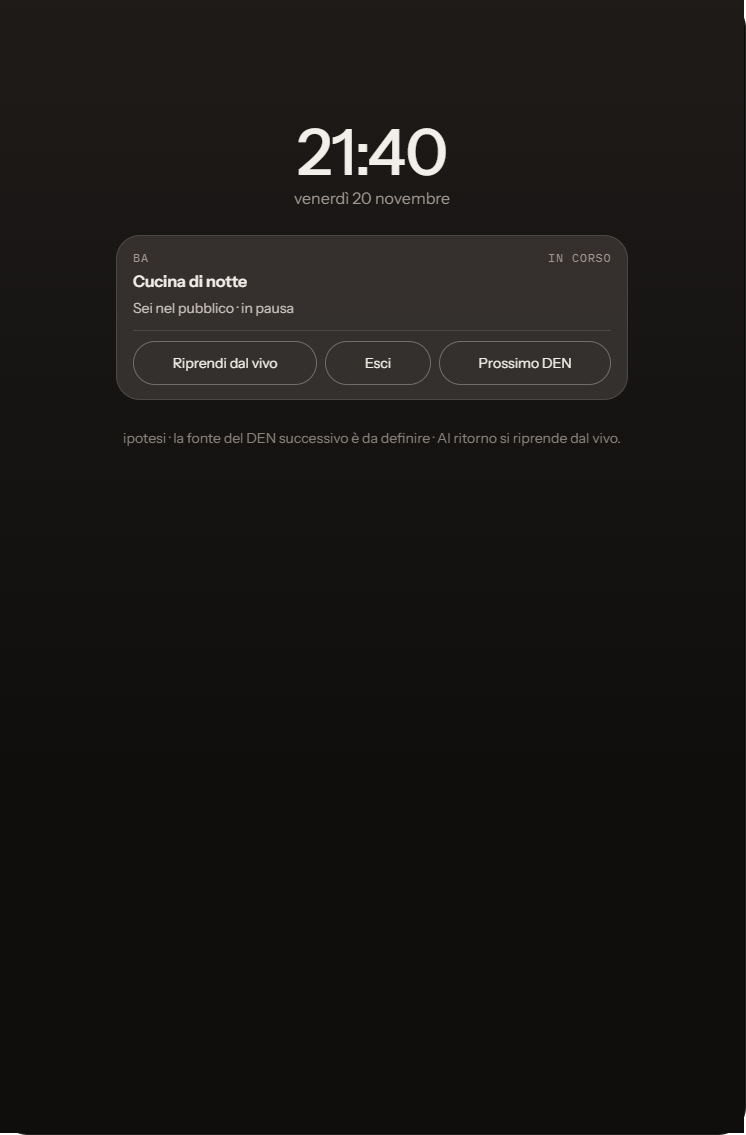 21:40
venerdì 20 novembre
BA IN CORSO
Cucina di notte
Sei nel pubblico · in pausa
Riprendi dal vivo Esci Prossimo DEN
ipotesi · la fonte del DEN successivo è da definire · Al ritorno si riprende dal vivo.